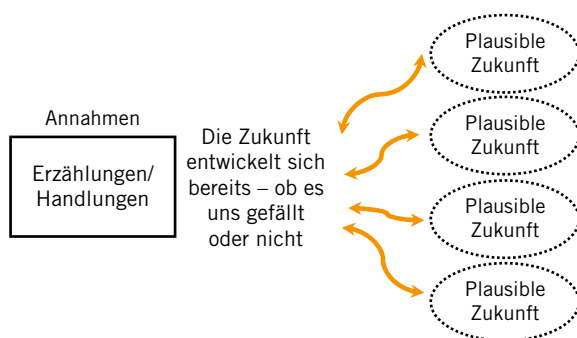 Annahmen
Erzählungen/
Handlungen
Die Zukunft
entwickelt sich
bereits – ob es
uns gefällt
oder nicht
Plausible
Zukunft
Plausible
Zukunft
Plausible
Zukunft
Plausible
Zukunft